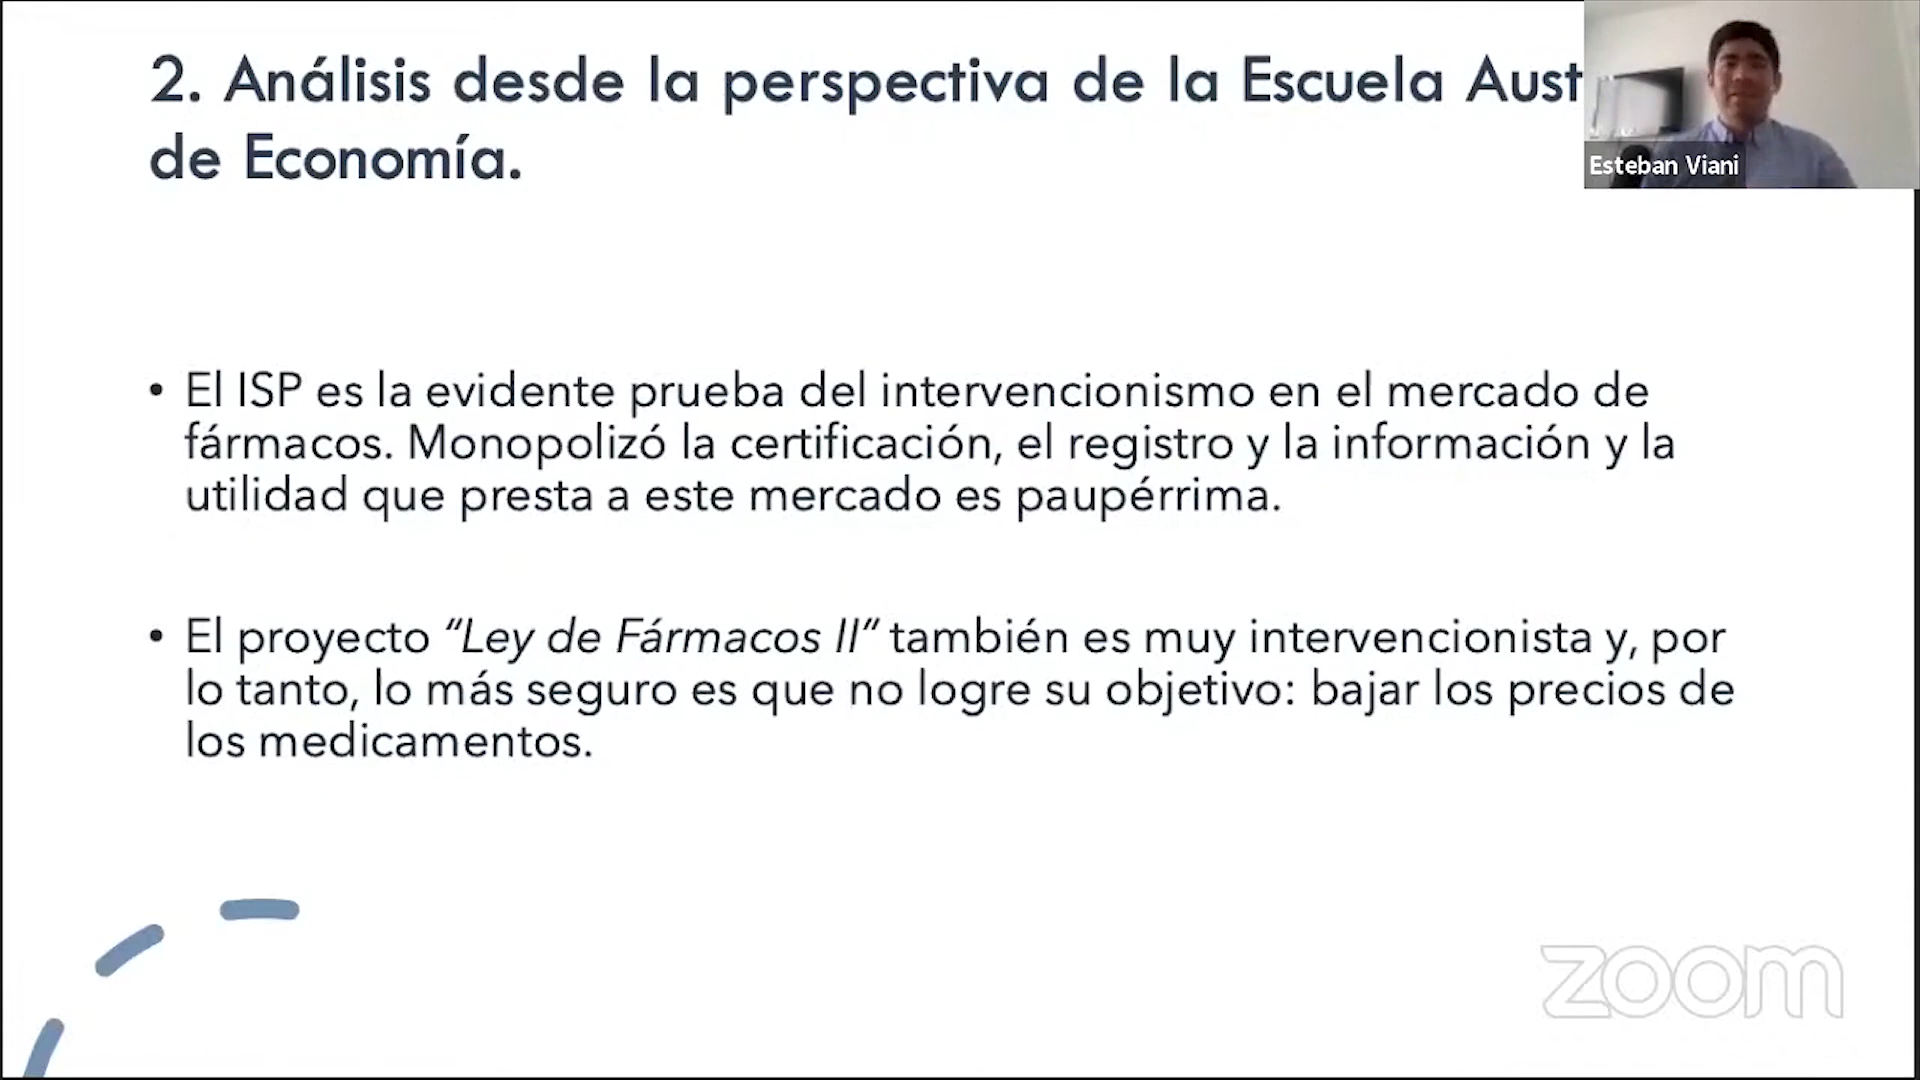 2. Análisis desde la perspectiva de la Escuela Aust
de Economía.
Esteban Viani
• El ISP es la evidente prueba del intervencionismo en el mercado de
fármacos. Monopolizó la certificación, el registro y la información y la
utilidad que presta a este mercado es paupérrima.
• El proyecto “Ley de Fármacos II” también es muy intervencionista y, por
lo tanto, lo más seguro es que no logre su objetivo: bajar los precios de
los medicamentos.
zoom